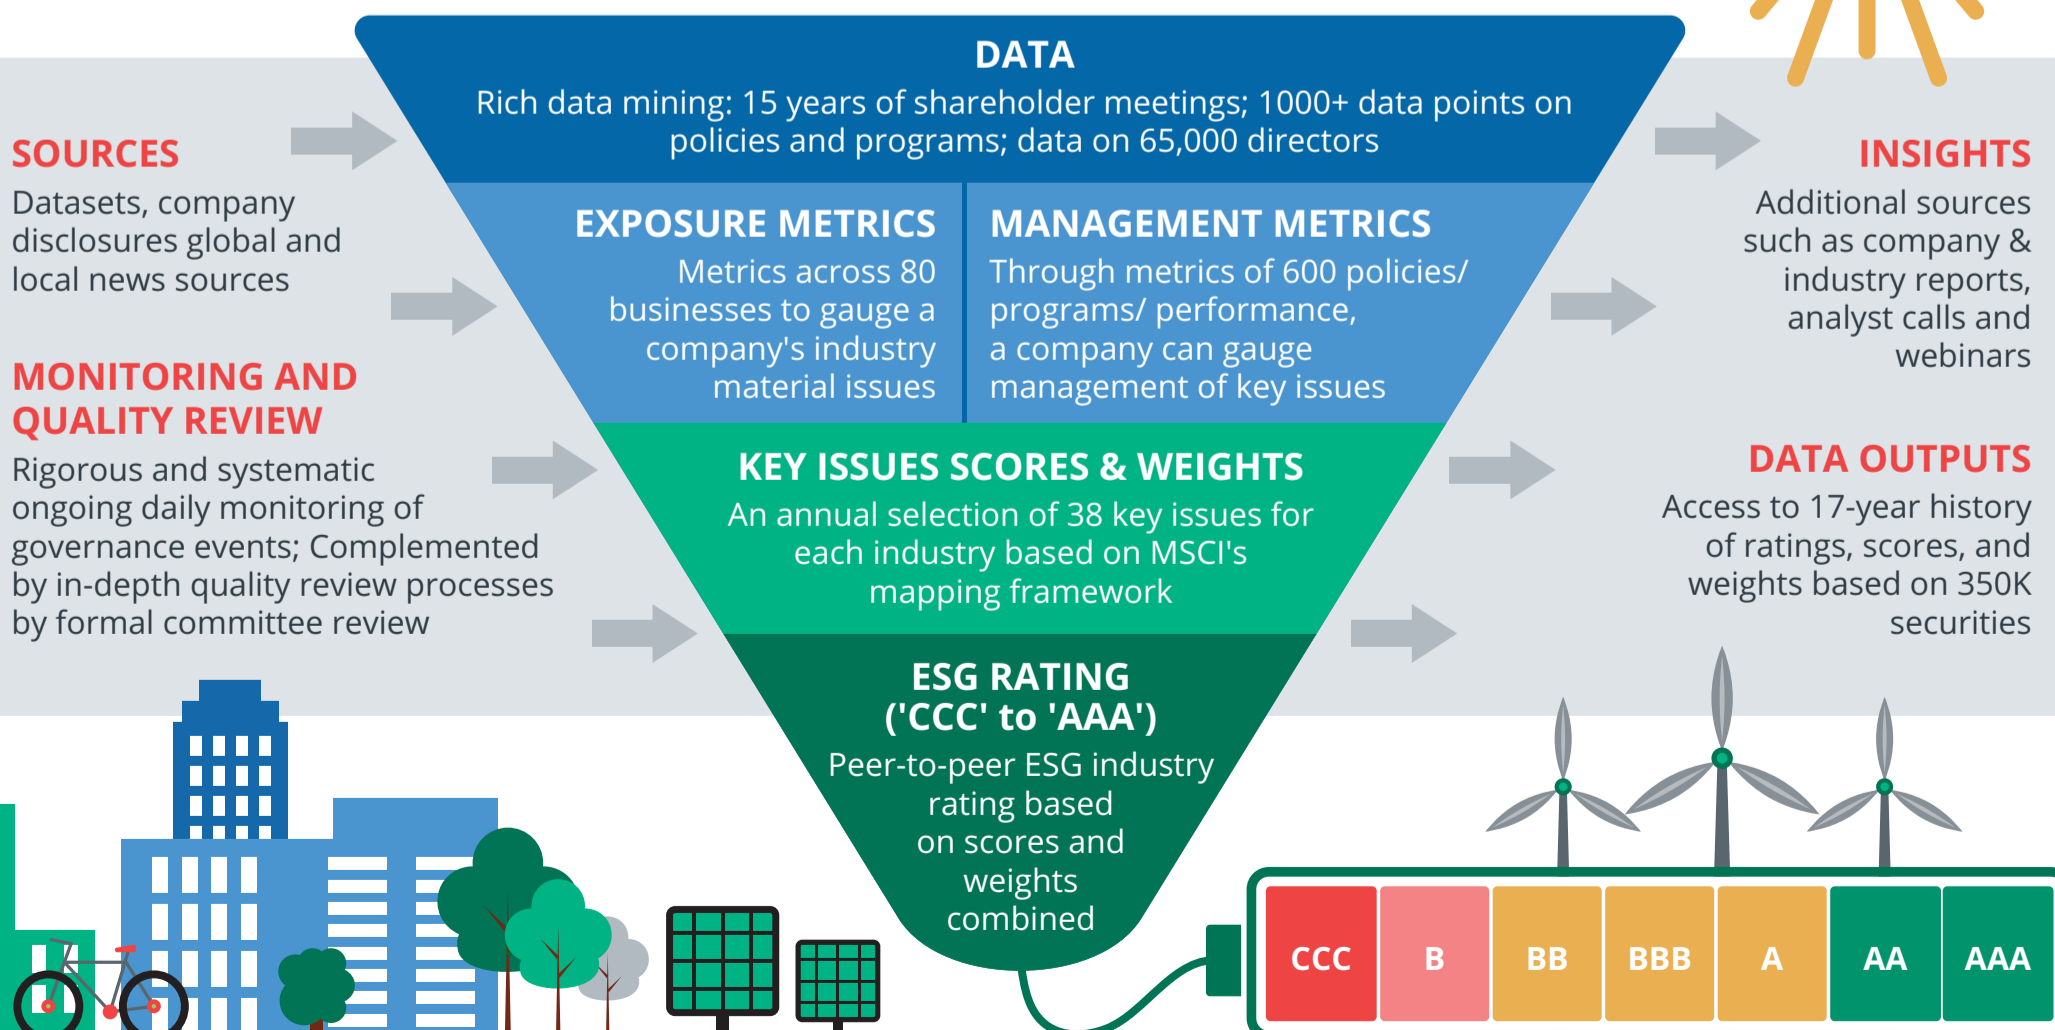 DATA
Rich data mining: 15 years of shareholder meetings; 1000+ data points on
policies and programs; data on 65,000 directors
SOURCES
Datasets, company
disclosures global and
local news sources
MONITORING AND
QUALITY REVIEW
Rigorous and systematic
ongoing daily monitoring of
governance events; Complemented
by in-depth quality review processes
by formal committee review
EXPOSURE METRICS
Metrics across 80
businesses to gauge a
company's industry
material issues
MANAGEMENT METRICS
Through metrics of 600 policies/
programs/ performance,
a company can gauge
management of key issues
KEY ISSUES SCORES & WEIGHTS
An annual selection of 38 key issues for
each industry based on MSCI's
mapping framework
ESG RATING
('CCC' to 'AAA')
Peer-to-peer ESG industry
rating based
on scores and
weights
combined
INSIGHTS
Additional sources
such as company &
industry reports,
analyst calls and
webinars
DATA OUTPUTS
Access to 17-year history
of ratings, scores, and
weights based on 350K
securities
CCC B BB BBB A AA AAA